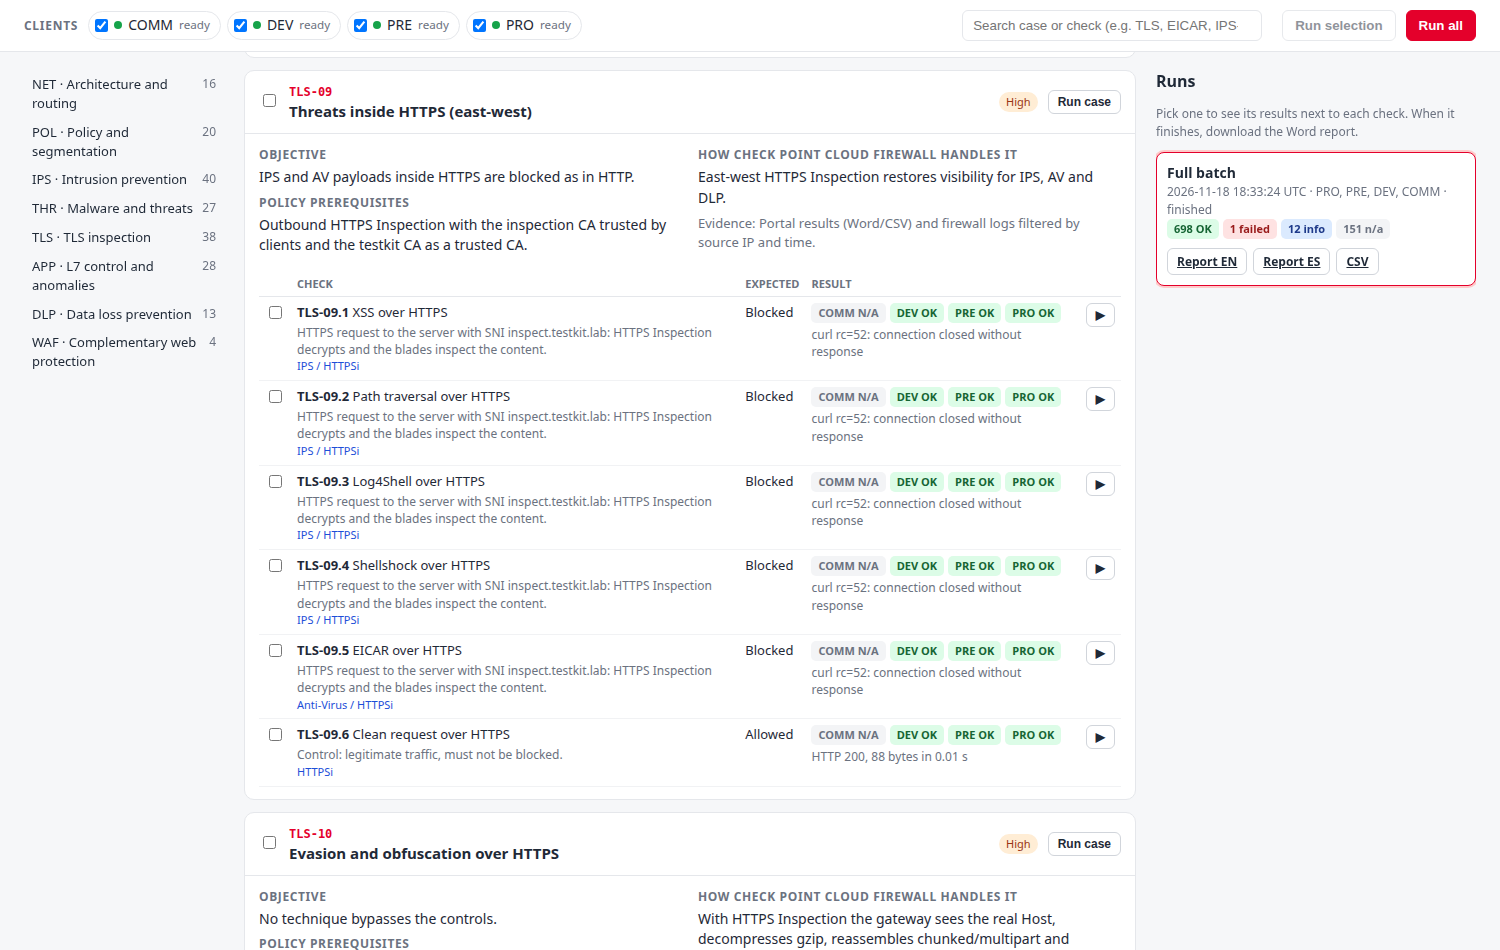 CLIENTS COMM ready DEV ready PRE ready PRO ready Search case or check (e.g. TLS, EICAR, IPS Run selection Run all
NET · Architecture and routing 16
POL · Policy and segmentation 20
IPS · Intrusion prevention 40
THR · Malware and threats 27
TLS · TLS inspection 38
APP · L7 control and anomalies 28
DLP · Data loss prevention 13
WAF · Complementary web protection 4
TLS-09
Threats inside HTTPS (east-west)
High Run case
OBJECTIVE
IPS and AV payloads inside HTTPS are blocked as in HTTP.
POLICY PREREQUISITES
Outbound HTTPS Inspection with the inspection CA trusted by
clients and the testkit CA as a trusted CA.
HOW CHECK POINT CLOUD FIREWALL HANDLES IT
East-west HTTPS Inspection restores visibility for IPS, AV and
DLP.
Evidence: Portal results (Word/CSV) and firewall logs filtered by
source IP and time.
CHECK EXPECTED RESULT
TLS-09.1 XSS over HTTPS
HTTPS request to the server with SNI inspect.testkit.lab: HTTPS Inspection
decrypts and the blades inspect the content.
IPS / HTTPSi
Blocked
COMM N/A DEV OK PRE OK PRO OK
curl rc=52: connection closed without
response
▶
TLS-09.2 Path traversal over HTTPS
HTTPS request to the server with SNI inspect.testkit.lab: HTTPS Inspection
decrypts and the blades inspect the content.
IPS / HTTPSi
Blocked
COMM N/A DEV OK PRE OK PRO OK
curl rc=52: connection closed without
response
▶
TLS-09.3 Log4Shell over HTTPS
HTTPS request to the server with SNI inspect.testkit.lab: HTTPS Inspection
decrypts and the blades inspect the content.
IPS / HTTPSi
Blocked
COMM N/A DEV OK PRE OK PRO OK
curl rc=52: connection closed without
response
▶
TLS-09.4 Shellshock over HTTPS
HTTPS request to the server with SNI inspect.testkit.lab: HTTPS Inspection
decrypts and the blades inspect the content.
IPS / HTTPSi
Blocked
COMM N/A DEV OK PRE OK PRO OK
curl rc=52: connection closed without
response
▶
TLS-09.5 EICAR over HTTPS
HTTPS request to the server with SNI inspect.testkit.lab: HTTPS Inspection
decrypts and the blades inspect the content.
Anti-Virus / HTTPSi
Blocked
COMM N/A DEV OK PRE OK PRO OK
curl rc=52: connection closed without
response
▶
TLS-09.6 Clean request over HTTPS
Control: legitimate traffic, must not be blocked.
HTTPSi
Allowed
COMM N/A DEV OK PRE OK PRO OK
HTTP 200, 88 bytes in 0.01 s
▶
TLS-10
Evasion and obfuscation over HTTPS
High Run case
OBJECTIVE
No technique bypasses the controls.
POLICY PREREQUISITES
HOW CHECK POINT CLOUD FIREWALL HANDLES IT
With HTTPS Inspection the gateway sees the real Host,
decompresses gzip, reassembles chunked/multipart and
Runs
Pick one to see its results next to each check. When it
finishes, download the Word report.
Full batch
2026-11-18 18:33:24 UTC · PRO, PRE, DEV, COMM ·
finished
698 OK 1 failed 12 info 151 n/a
Report EN Report ES CSV